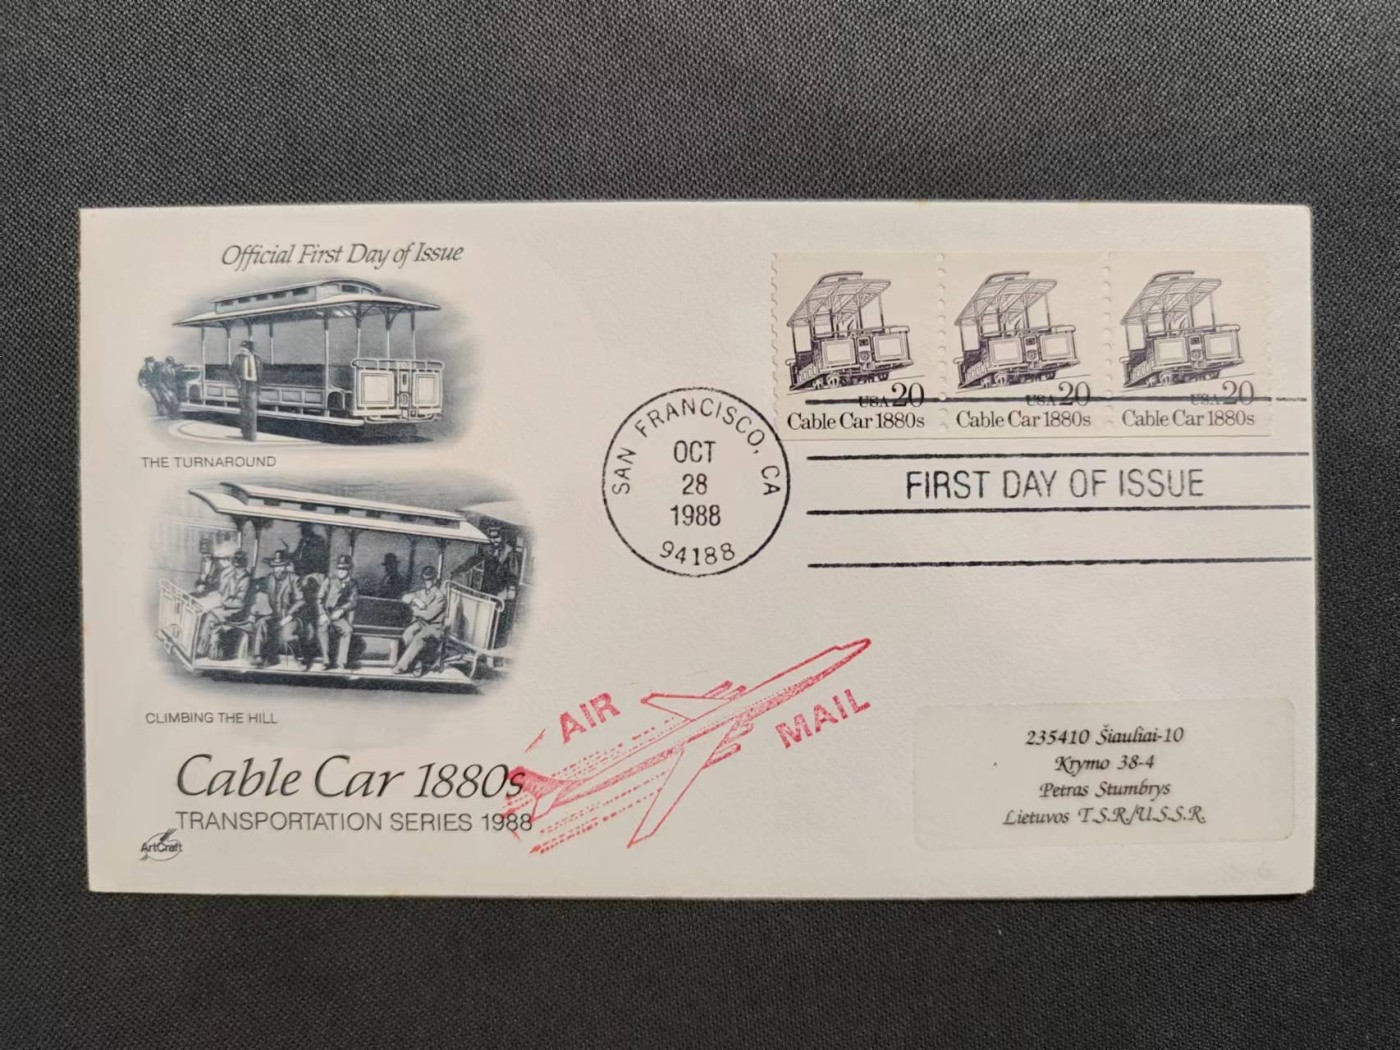 Official First Day of Issue
THE TURNAROUND
CLIMBING THE HILL
Cable Car 1880s
TRANSPORTATION SERIES 1988
ArtCraft
USA 20
Cable Car 1880s
USA 20
Cable Car 1880s
USA 20
Cable Car 1880s
SAN FRANCISCO, CA
OCT
28
1988
94188
FIRST DAY OF ISSUE
AIR
MAIL
235410 Šiauliai-10
Krymo 38-4
Petras Stumbrys
Lietuvos T.S.R./U.S.S.R.